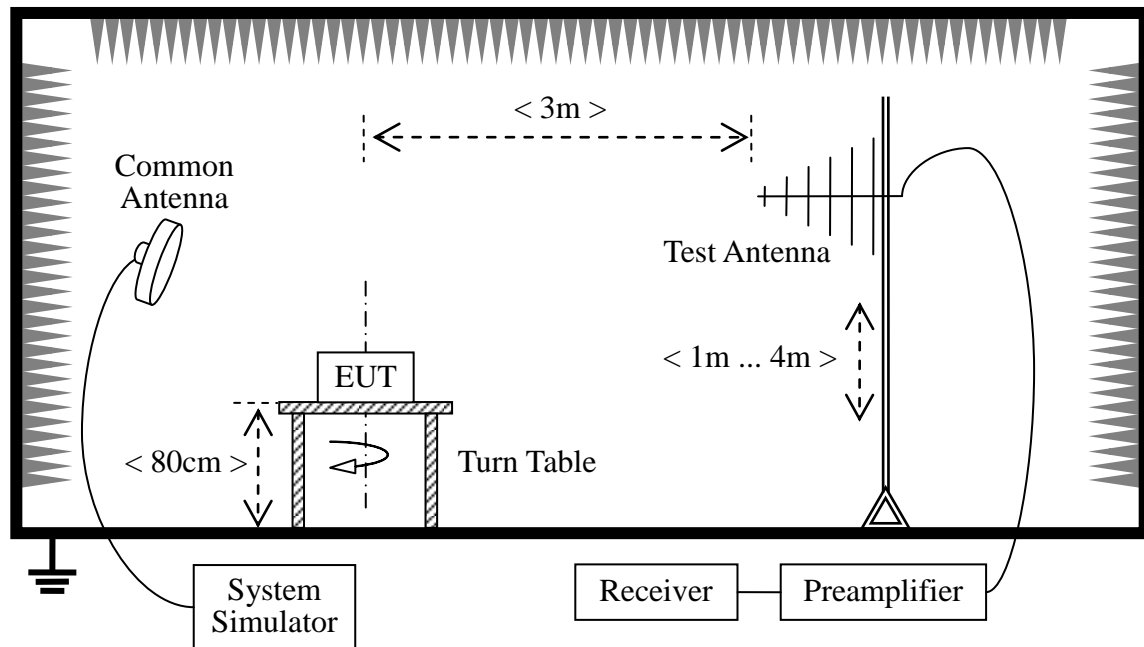 < 3m >
Common
Antenna
Test Antenna
< 1m ... 4m >
EUT
< 80cm >
Turn Table
System
Simulator
Receiver
Preamplifier